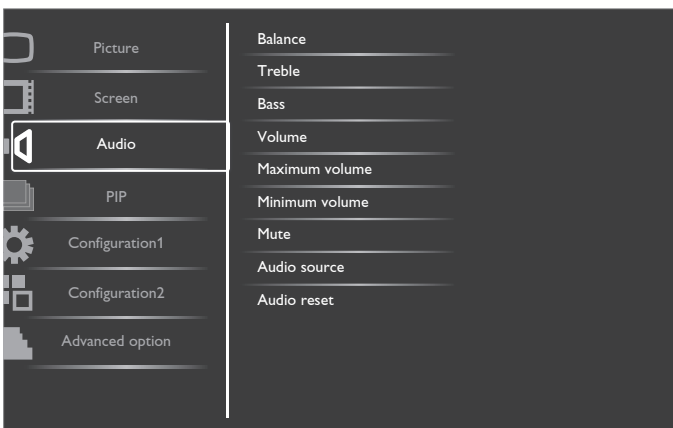 Picture
Screen
Audio
PIP
Configuration1
Configuration2
Advanced option
Balance
Treble
Bass
Volume
Maximum volume
Minimum volume
Mute
Audio source
Audio reset